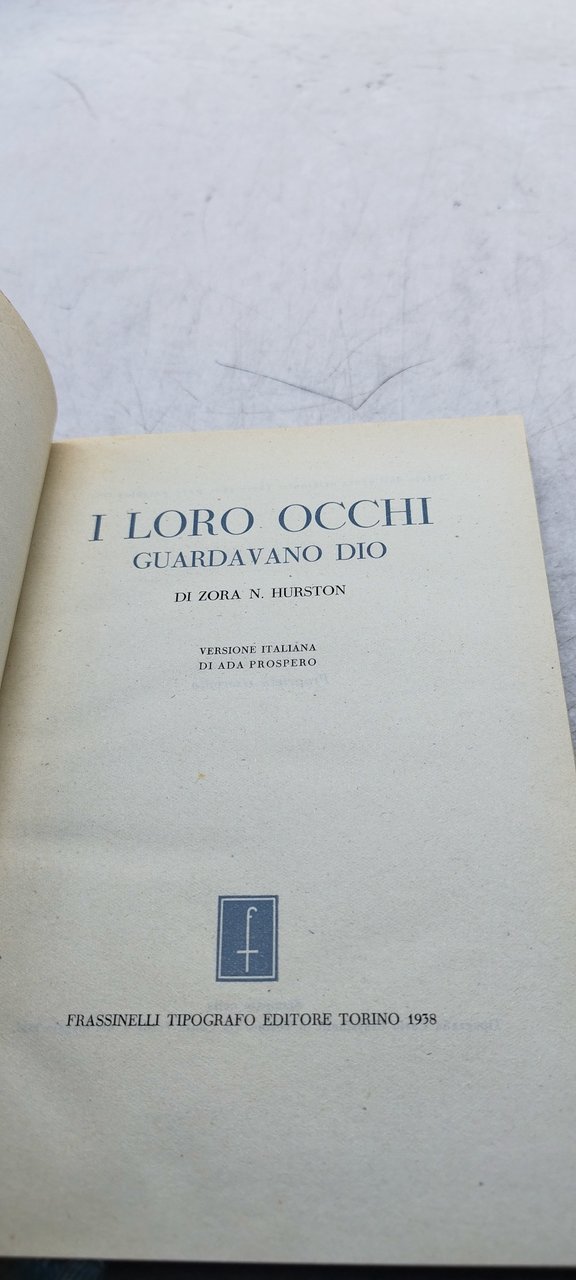 I LORO OCCHI
GUARDAVANO DIO
DI ZORA N. HURSTON
VERSIONE ITALIANA
DI ADA PROSPERO
f
FRASSINELLI TIPOGRAFO EDITORE TORINO 1938